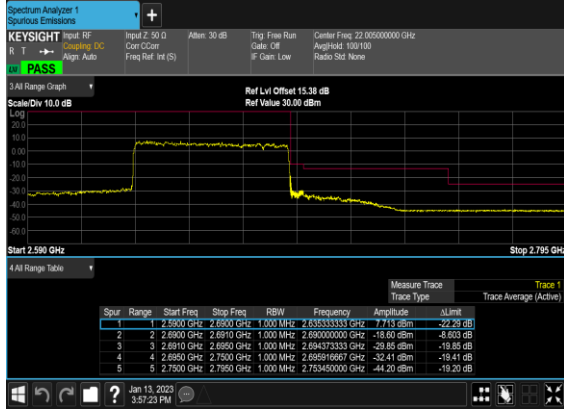 Spectrum Analyzer 1
Spurious Emissions
KEYSIGHT Input: RF Input Z: 50 Ω Atten: 30 dB Trig: Free Run Center Freq: 22.005000000 GHz
R T Coupling: DC Corr CCorr Gate: Off Avg|Hold: 100/100
Align: Auto Freq Ref: Int (S) IF Gain: Low Radio Std: None
PASS
3 All Range Graph
Ref Lvl Offset 15.38 dB
Scale/Div 10.0 dB Ref Value 30.00 dBm
Log
20.0
10.0
0.00
-10.0
-20.0
-30.0
-40.0
-50.0
-60.0
Start 2.590 GHz Stop 2.795 GHz
4 All Range Table
Measure Trace Trace 1
Trace Type Trace Average (Active)
Spur Range Start Freq Stop Freq RBW Frequency Amplitude ΔLimit
1 1 2.5900 GHz 2.6900 GHz 1.000 MHz 2.635333333 GHz 7.713 dBm -22.29 dB
2 2 2.6900 GHz 2.6910 GHz 1.000 MHz 2.690000000 GHz -18.60 dBm -8.603 dB
3 3 2.6910 GHz 2.6950 GHz 1.000 MHz 2.694373333 GHz -29.85 dBm -19.85 dB
4 4 2.6950 GHz 2.7500 GHz 1.000 MHz 2.695916667 GHz -32.41 dBm -19.41 dB
5 5 2.7500 GHz 2.7950 GHz 1.000 MHz 2.753450000 GHz -44.20 dBm -19.20 dB
Jan 13, 2023
3:57:23 PM